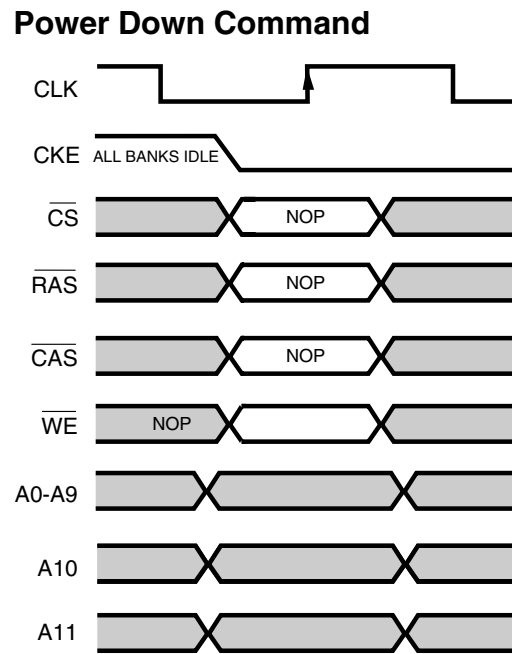 Power Down Command
CLK
CKE ALL BANKS IDLE
CS NOP
RAS NOP
CAS NOP
WE NOP
A0-A9
A10
A11